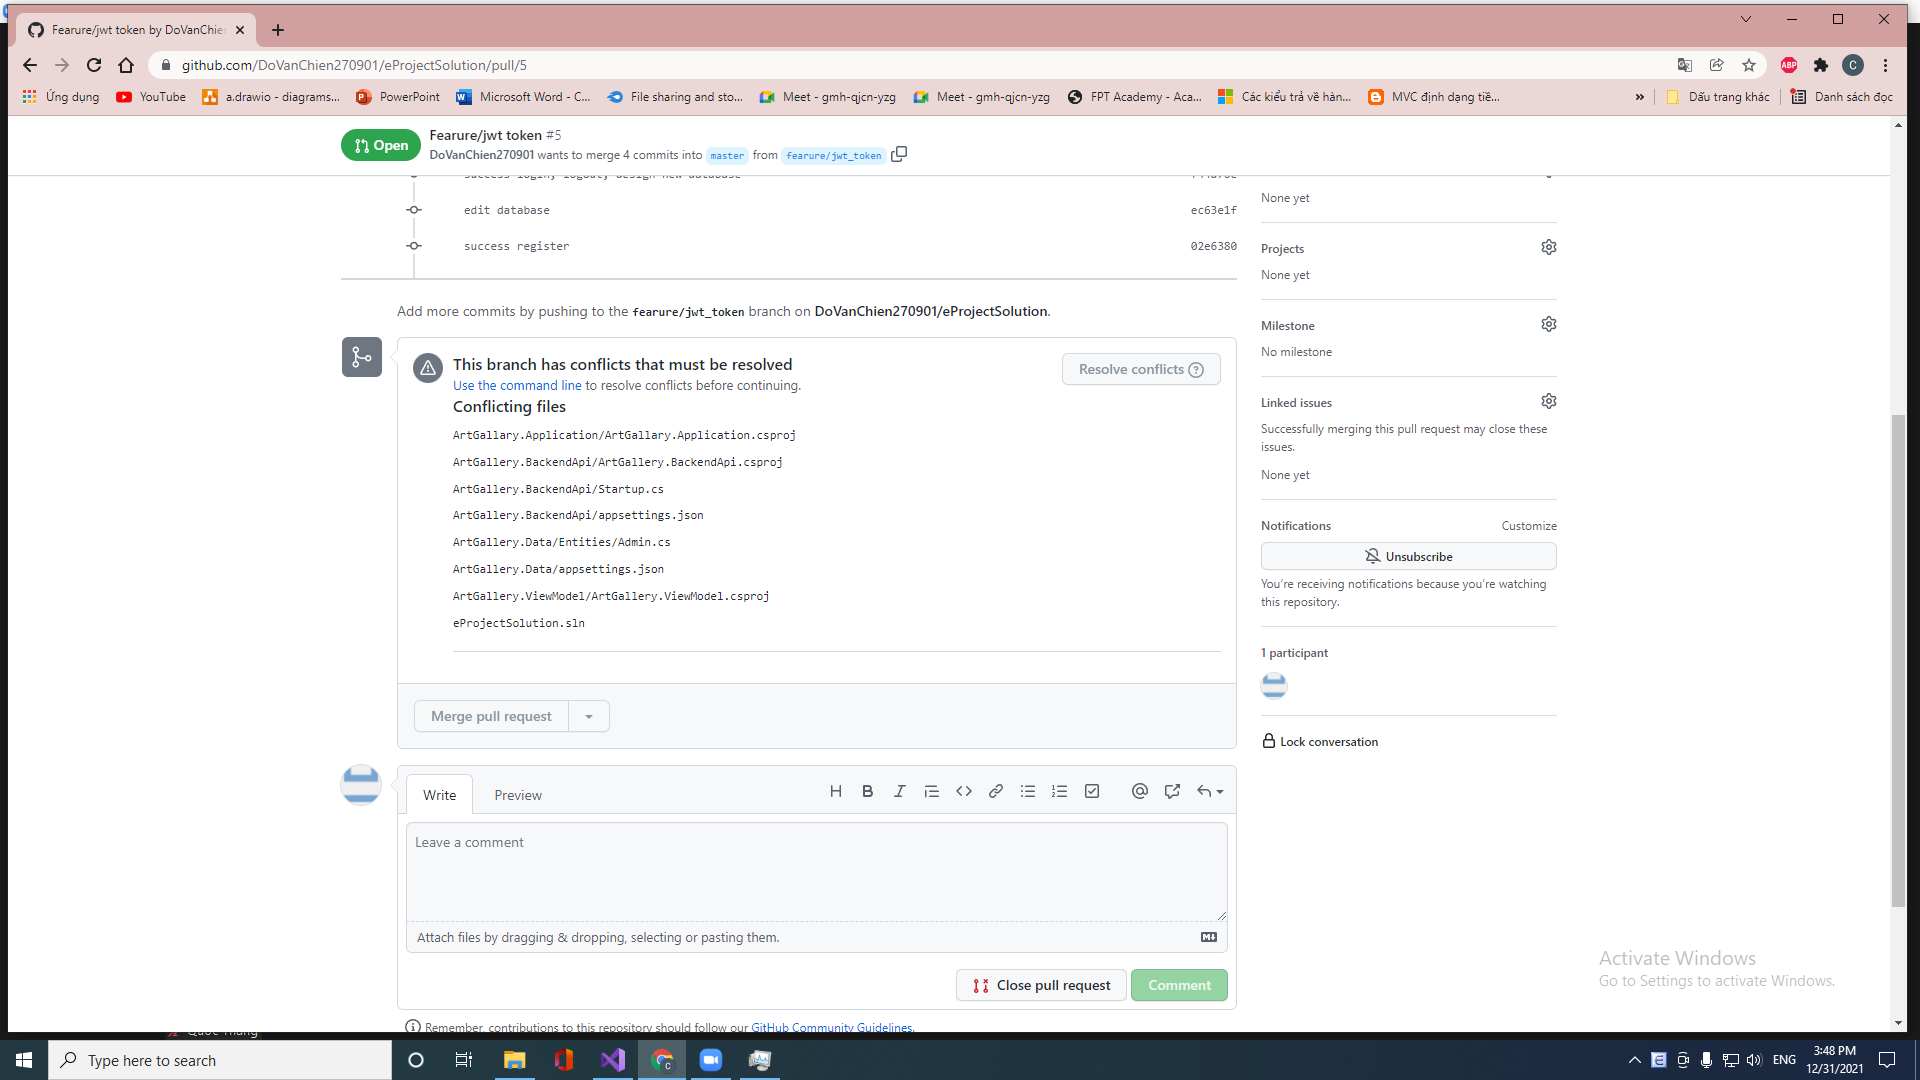 Fearure/jwt token by DoVanChien
github.com/DoVanChien270901/eProjectSolution/pull/5
ABP
C
Ứng dụng
YouTube
a.drawio - diagrams...
PowerPoint
Microsoft Word - C...
File sharing and sto...
Meet - gmh-qjcn-yzg
Meet - gmh-qjcn-yzg
FPT Academy - Aca...
Các kiểu trả về hàn...
MVC định dạng tiề...
»
Dấu trang khác
Danh sách đọc
Open
Fearure/jwt token #5
DoVanChien270901 wants to merge 4 commits into master from fearure/jwt_token
success login, logout, design new database
edit database ec63e1f
success register 02e6380
Add more commits by pushing to the fearure/jwt_token branch on DoVanChien270901/eProjectSolution.
This branch has conflicts that must be resolved
Use the command line to resolve conflicts before continuing.
Resolve conflicts
Conflicting files
ArtGallary.Application/ArtGallary.Application.csproj
ArtGallery.BackendApi/ArtGallery.BackendApi.csproj
ArtGallery.BackendApi/Startup.cs
ArtGallery.BackendApi/appsettings.json
ArtGallery.Data/Entities/Admin.cs
ArtGallery.Data/appsettings.json
ArtGallery.ViewModel/ArtGallery.ViewModel.csproj
eProjectSolution.sln
Merge pull request
Write
Preview
Leave a comment
Attach files by dragging & dropping, selecting or pasting them.
Close pull request
Comment
Remember, contributions to this repository should follow our GitHub Community Guidelines.
None yet
Projects
None yet
Milestone
No milestone
Linked issues
Successfully merging this pull request may close these
issues.
None yet
Notifications
Customize
Unsubscribe
You're receiving notifications because you're watching
this repository.
1 participant
Lock conversation
Activate Windows
Go to Settings to activate Windows.
Quoc Thang
Type here to search
ENG
3:48 PM
12/31/2021